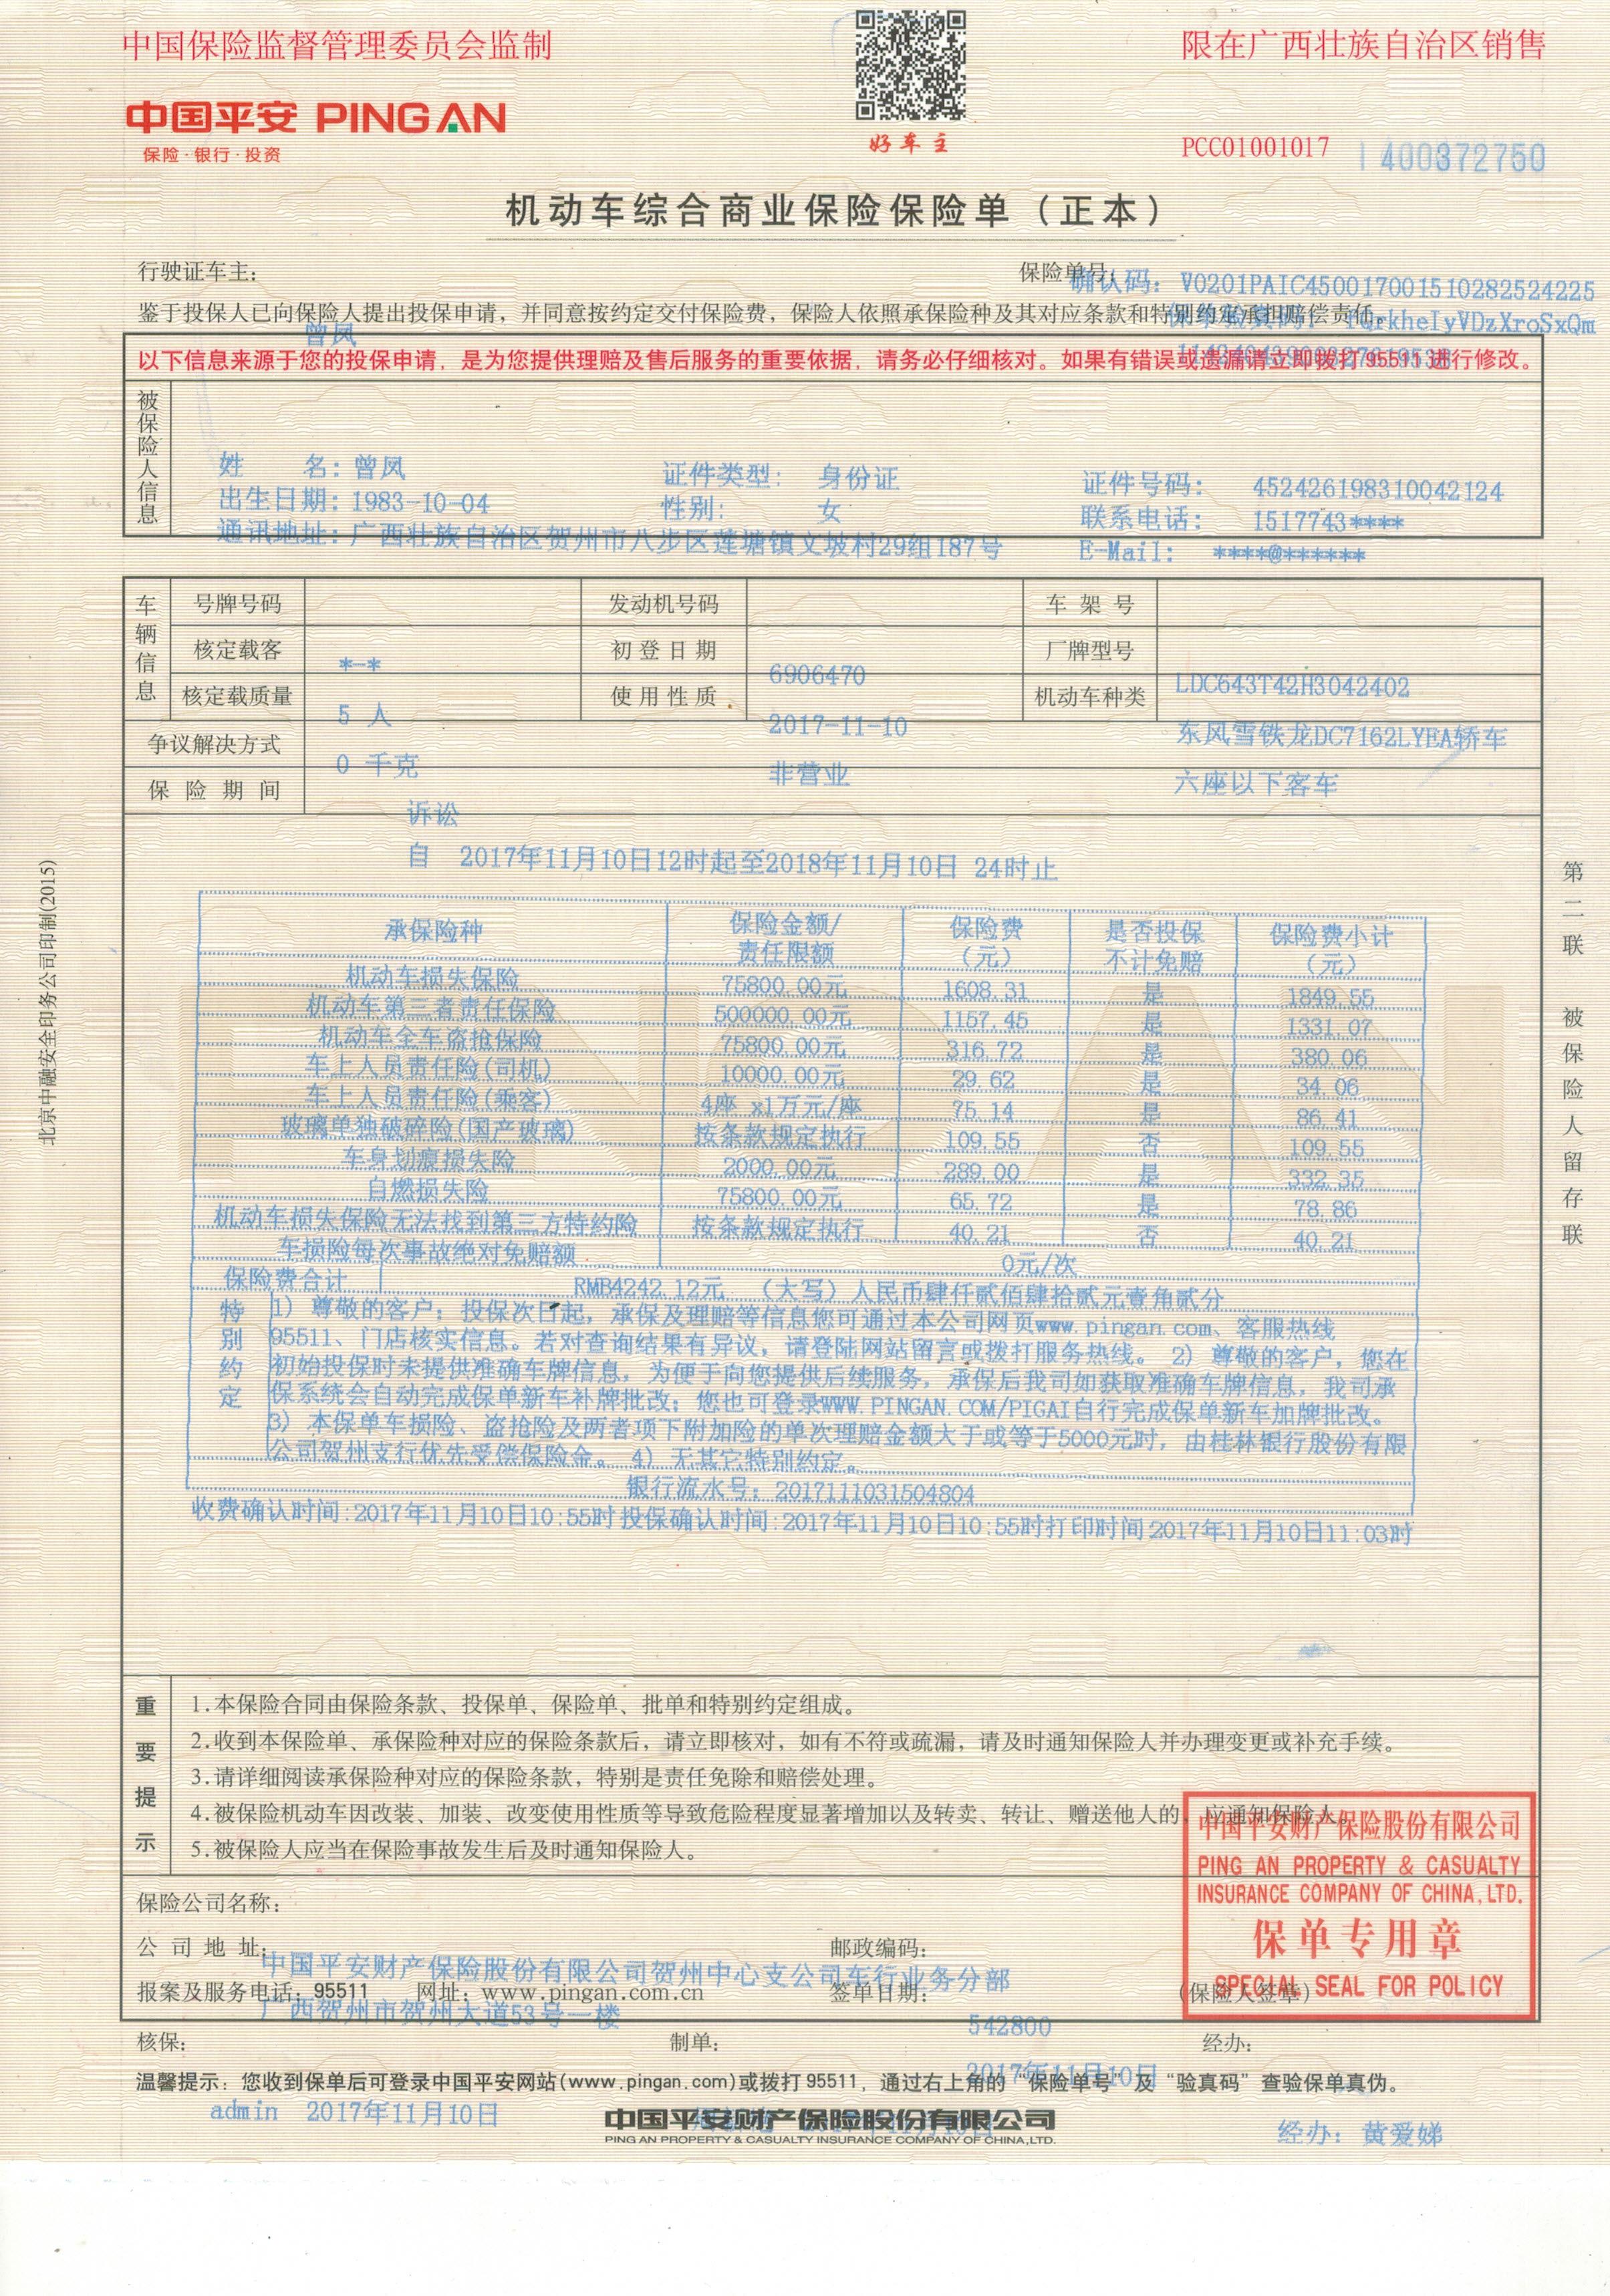 中国保险监督管理委员会监制
限在广西壮族自治区销售
中国平安 PING AN
保险·银行·投资
好车主
PCC01001017 1400372750
机动车综合商业保险保险单（正本）
行驶证车主:
保险单号:
确认码: V0201PAIC450017001510282524225
鉴于投保人已向保险人提出投保申请，并同意按约定交付保险费，保险人依照承保险种及其对应条款和特别约定承担赔偿责任。
曾凤
以下信息来源于您的投保申请，是为您提供理赔及售后服务的重要依据，请务必仔细核对。如果有错误或遗漏请立即拨打95511进行修改。
被保险人信息
姓 名: 曾凤 证件类型: 身份证 证件号码: 452426198310042124
出生日期: 1983-10-04 性别: 女 联系电话: 1517743****
通讯地址: 广西壮族自治区贺州市八步区莲塘镇文坡村29组187号 E-Mail: ****@******
车辆信息
号牌号码 发动机号码 车架号
核定载客 *-* 初登日期 6906470 厂牌型号 LDC643T42H3042402
核定载质量 5 人 使用性质 2017-11-10 机动车种类 东风雪铁龙DC7162LYEA轿车
争议解决方式 0 千克 非营业 六座以下客车
保险期间 诉讼
自 2017年11月10日12时起至2018年11月10日 24时止
承保险种 保险金额/责任限额 保险费(元) 是否投保不计免赔 保险费小计(元)
机动车损失保险 75800.00元 1608.31 是 1849.55
机动车第三者责任保险 500000.00元 1157.45 是 1331.07
机动车全车盗抢保险 75800.00元 316.72 是 380.06
车上人员责任险(司机) 10000.00元 29.62 是 34.06
车上人员责任险(乘客) 4座 x1万元/座 75.14 是 86.41
玻璃单独破碎险(国产玻璃) 按条款规定执行 109.55 否 109.55
车身划痕损失险 2000.00元 289.00 是 332.35
自燃损失险 75800.00元 65.72 是 78.86
机动车损失保险无法找到第三方特约险 按条款规定执行 40.21 否 40.21
车损险每次事故绝对免赔额 0元/次
保险费合计 RMB4242.12元 （大写）人民币肆仟贰佰肆拾贰元壹角贰分
特别约定
1) 尊敬的客户: 投保次日起，承保及理赔等信息您可通过本公司网页www.pingan.com、客服热线
95511、门店核实信息。若对查询结果有异议，请登陆网站留言或拨打服务热线。 2) 尊敬的客户，您在
初始投保时未提供准确车牌信息，为便于向您提供后续服务，承保后我司如获取准确车牌信息，我司承
保系统会自动完成保单新车补牌批改；您也可登录WWW.PINGAN.COM/PIGAI自行完成保单新车加牌批改。
3) 本保单车损险、盗抢险及两者项下附加险的单次理赔金额大于或等于5000元时，由桂林银行股份有限
公司贺州支行优先受偿保险金。 4) 无其它特别约定。
银行流水号: 2017111031504804
收费确认时间:2017年11月10日10:55时 投保确认时间:2017年11月10日10:55时 打印时间2017年11月10日11:03时
北京中融安全印务公司印制(2015)
第二联 被保险人留存联
重要提示
1.本保险合同由保险条款、投保单、保险单、批单和特别约定组成。
2.收到本保险单、承保险种对应的保险条款后，请立即核对，如有不符或疏漏，请及时通知保险人并办理变更或补充手续。
3.请详细阅读承保险种对应的保险条款，特别是责任免除和赔偿处理。
4.被保险机动车因改装、加装、改变使用性质等导致危险程度显著增加以及转卖、转让、赠送他人的，应通知保险人。
5.被保险人应当在保险事故发生后及时通知保险人。
中国平安财产保险股份有限公司
PING AN PROPERTY & CASUALTY
INSURANCE COMPANY OF CHINA, LTD.
保单专用章
SPECIAL SEAL FOR POLICY
保险公司名称:
公司地址: 邮政编码:
中国平安财产保险股份有限公司贺州中心支公司车行业务分部
报案及服务电话: 95511 网址: www.pingan.com.cn 签单日期: (保险人签章)
广西贺州市贺州大道53号一楼 542800
核保: 制单: 经办:
2017年11月10日
温馨提示: 您收到保单后可登录中国平安网站(www.pingan.com)或拨打95511，通过右上角的“保险单号”及“验真码”查验保单真伪。
admin 2017年11月10日
中国平安财产保险股份有限公司
PING AN PROPERTY & CASUALTY INSURANCE COMPANY OF CHINA,LTD.
经办: 黄爱娣